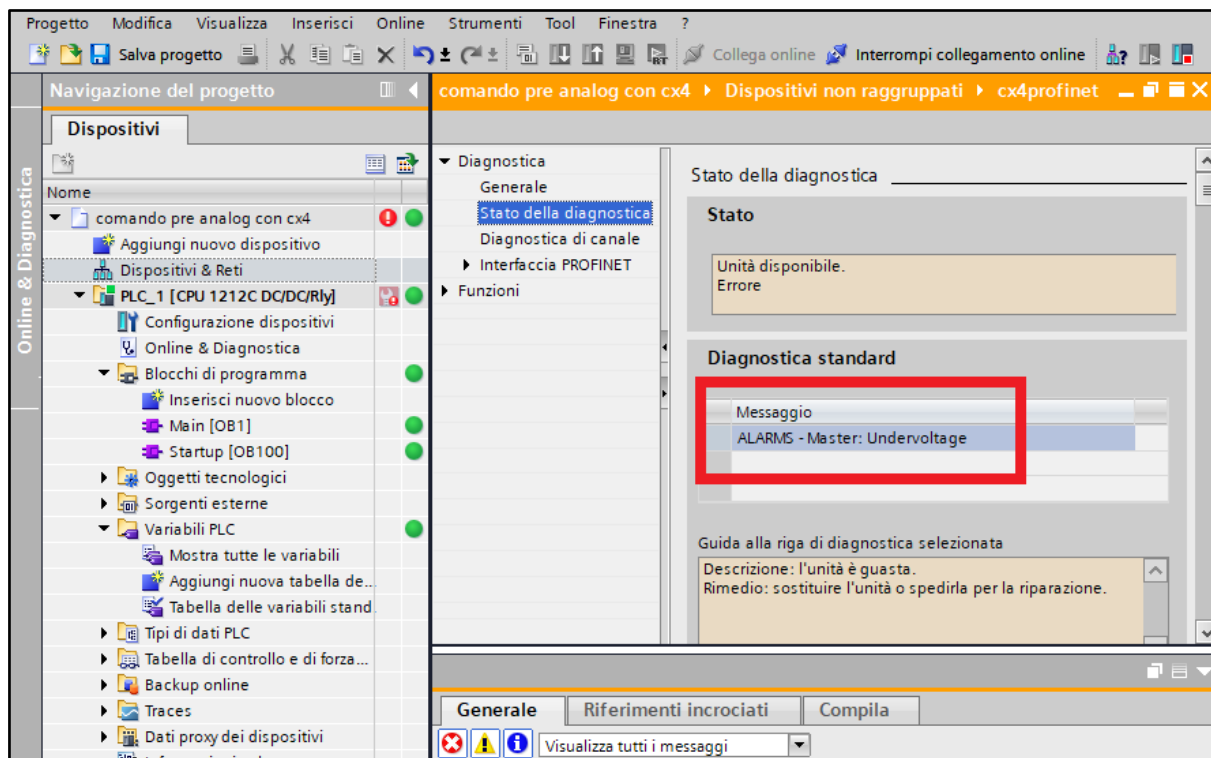 Progetto Modifica Visualizza Inserisci Online Strumenti Tool Finestra ?
Salva progetto Collega online Interrompi collegamento online
Navigazione del progetto
comando pre analog con cx4 Dispositivi non raggruppati cx4profinet
Dispositivi
Online & Diagnostica
Nome
comando pre analog con cx4
Aggiungi nuovo dispositivo
Dispositivi & Reti
PLC_1 [CPU 1212C DC/DC/Rly]
Configurazione dispositivi
Online & Diagnostica
Blocchi di programma
Inserisci nuovo blocco
Main [OB1]
Startup [OB100]
Oggetti tecnologici
Sorgenti esterne
Variabili PLC
Mostra tutte le variabili
Aggiungi nuova tabella de...
Tabella delle variabili stand
Tipi di dati PLC
Tabella di controllo e di forza...
Backup online
Traces
Dati proxy dei dispositivi
Diagnostica
Generale
Stato della diagnostica
Diagnostica di canale
Interfaccia PROFINET
Funzioni
Stato della diagnostica
Stato
Unità disponibile.
Errore
Diagnostica standard
Messaggio
ALARMS - Master: Undervoltage
Guida alla riga di diagnostica selezionata
Descrizione: l'unità è guasta.
Rimedio: sostituire l'unità o spedirla per la riparazione.
Generale Riferimenti incrociati Compila
Visualizza tutti i messaggi